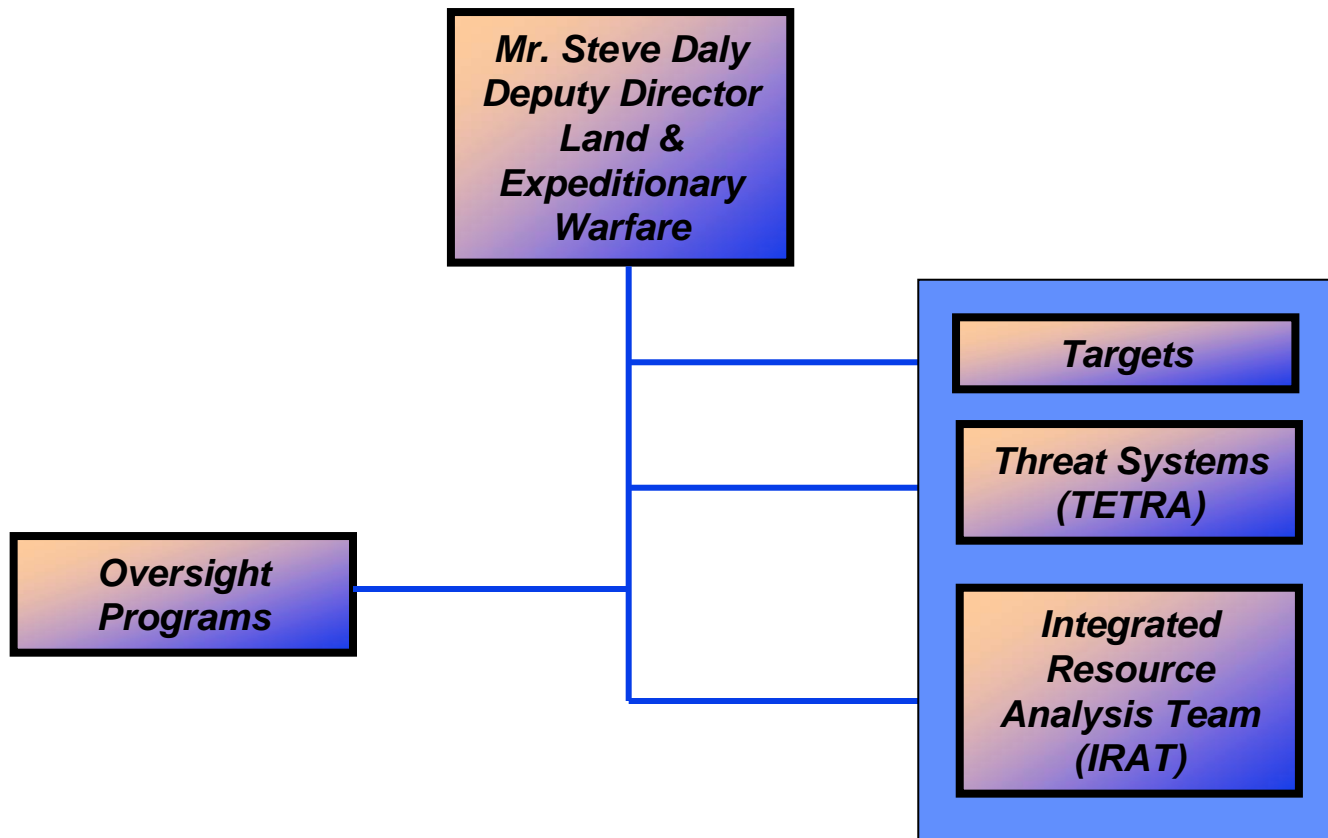 Mr. Steve Daly
Deputy Director
Land &
Expeditionary
Warfare
Targets
Threat Systems
(TETRA)
Oversight
Programs
Integrated
Resource
Analysis Team
(IRAT)